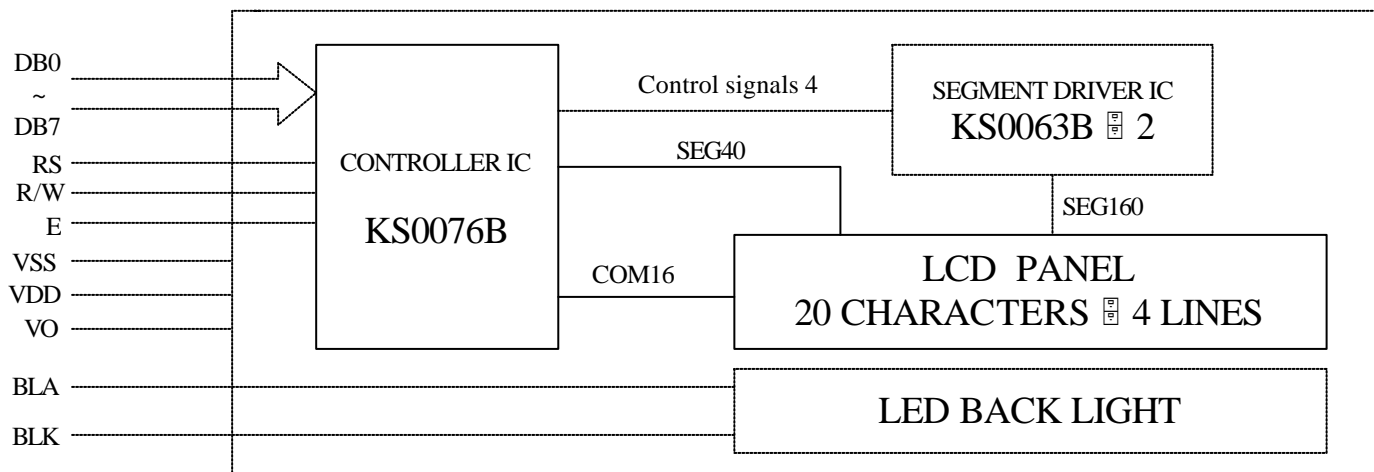 DB0
~
DB7
RS
R/W
E
VSS
VDD
VO
BLA
BLK
CONTROLLER IC
KS0076B
Control signals 4
SEG40
COM16
SEGMENT DRIVER IC
KS0063B 2
SEG160
LCD PANEL
20 CHARACTERS 4 LINES
LED BACK LIGHT